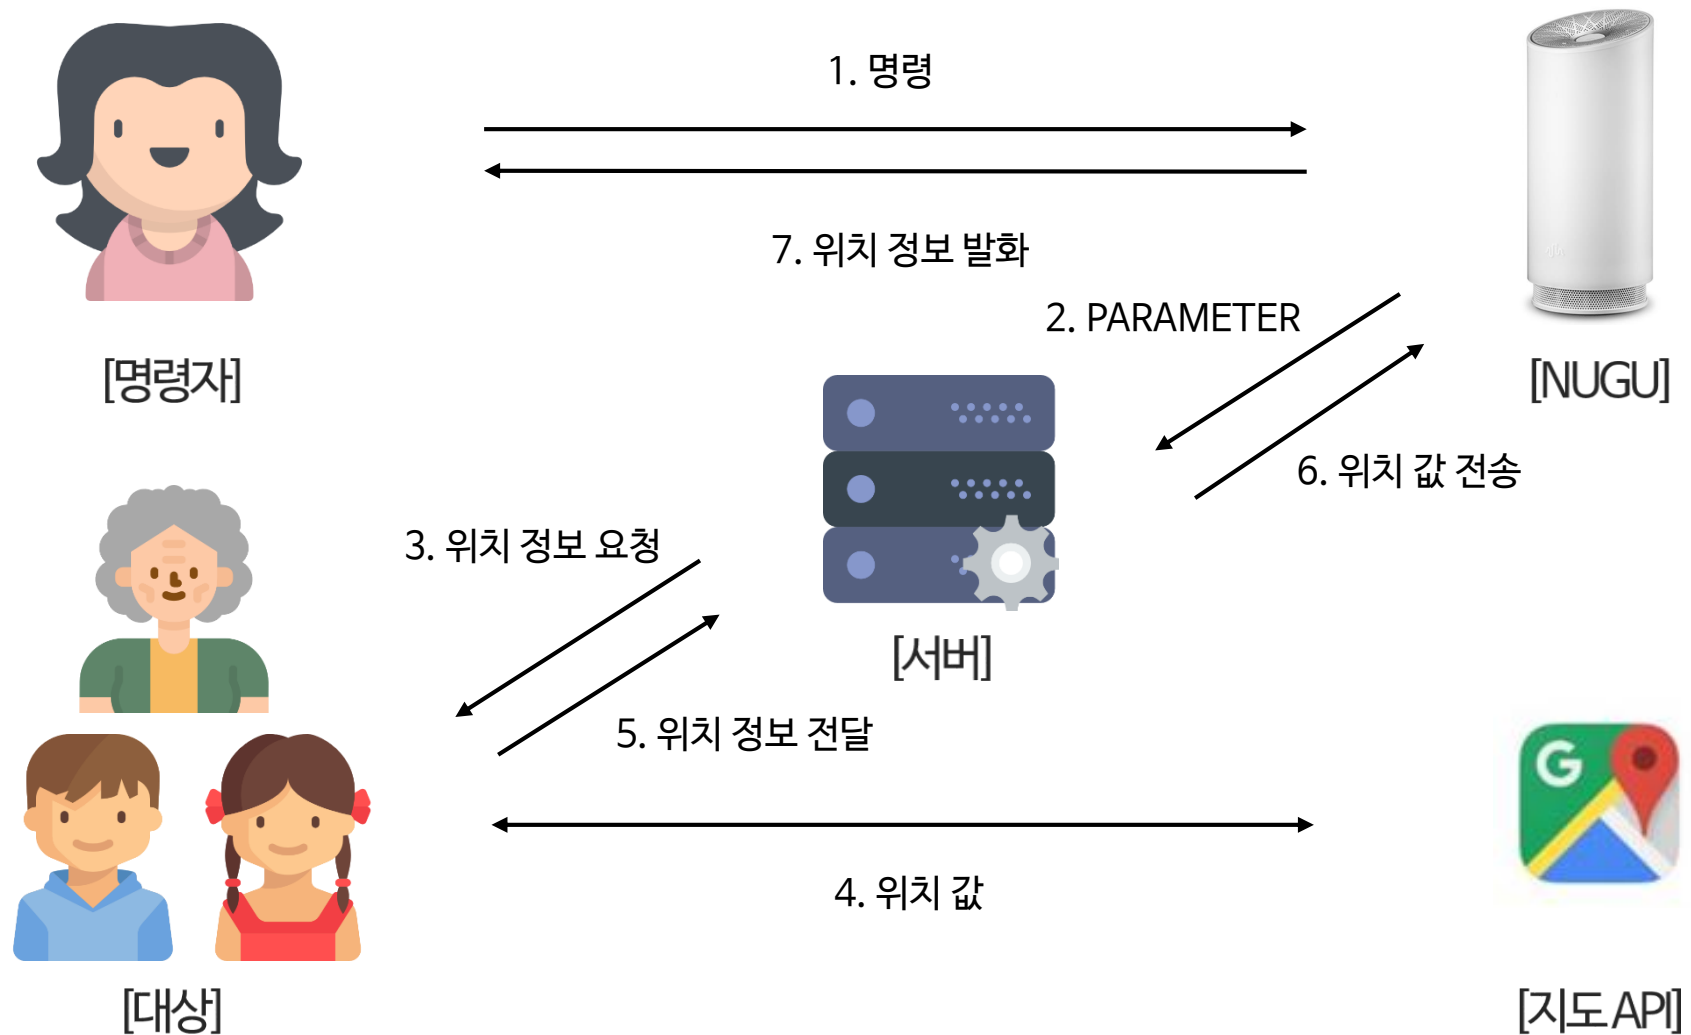 1. 명령
7. 위치 정보 발화
2. PARAMETER
[명령자]
[NUGU]
6. 위치 값 전송
3. 위치 정보 요청
[서버]
5. 위치 정보 전달
G
4. 위치 값
[대상]
[지도 API]